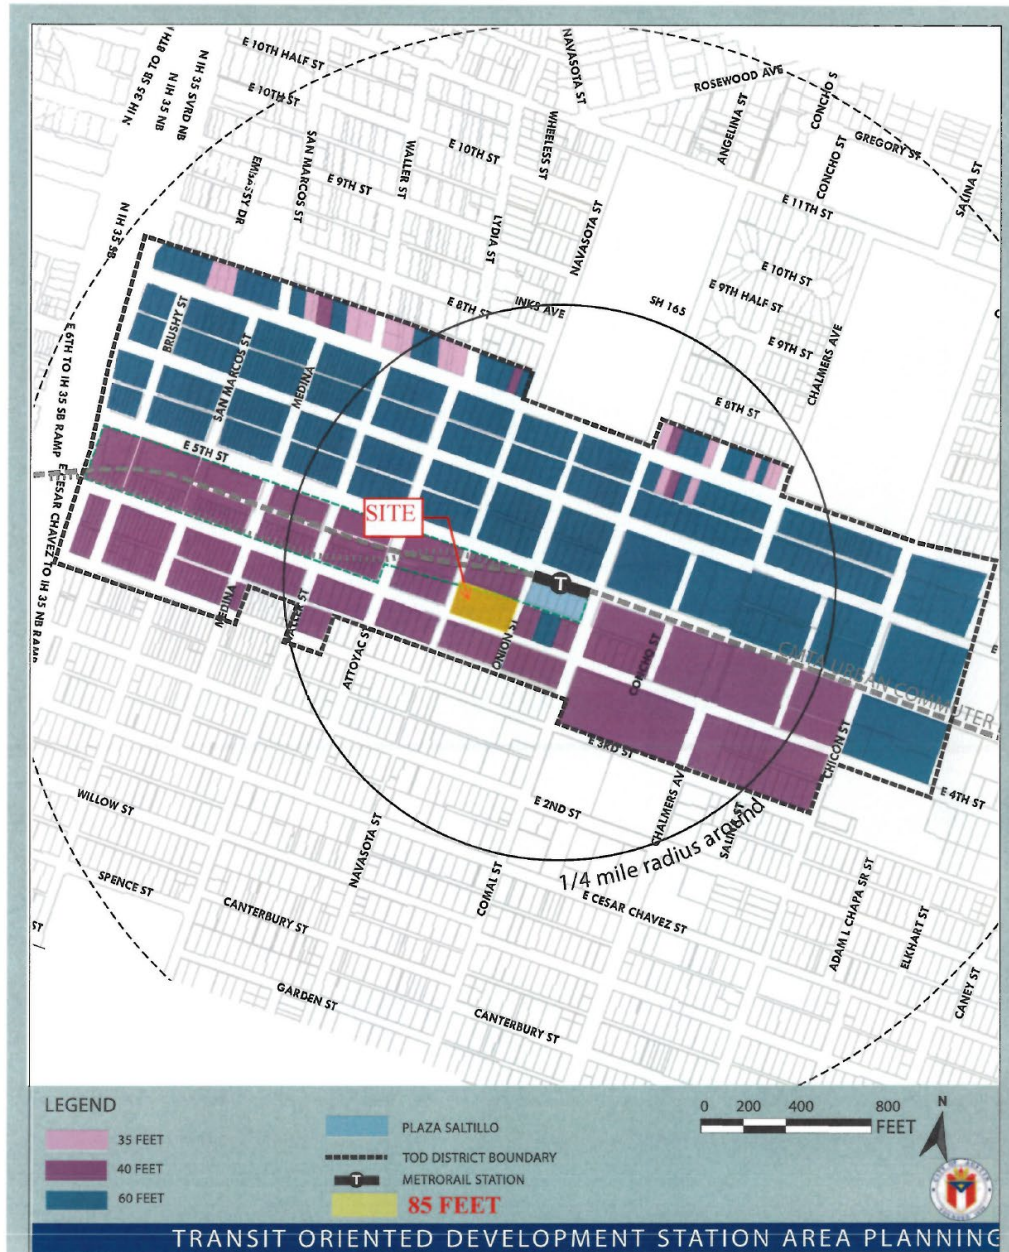 E 10TH HALF ST
NAVASOTA ST
ROSEWOOD AVE
CONCHO S
N IH 35 SB TO 8TH
N IH 35 NB
N IH 35 SVRD NB
E 10TH ST
SAN MARCOS ST
WALLER ST
E 10TH ST
WHEELESS ST
ANGELINA ST
GREGORY ST
CONCHO ST
SALINA ST
EMBASSY DR
E 9TH ST
LYDIA ST
NAVASOTA ST
E 11TH ST
N IH 35 SB
E 10TH ST
E 9TH HALF ST
E 8TH ST
INKS AVE
SH 165
E 9TH ST
CHALMERS AVE
BRUSHY ST
SAN MARCOS ST
MEDINA
E 8TH ST
E 6TH TO IH 35 SB RAMP
E 5TH ST
E CESAR CHAVEZ TO IH 35 NB RAMP
SITE
T
MEDINA
ATTOYAC ST
ONION ST
CONCHO ST
CMTA URBAN COMMUTER
CHICON ST
E 3RD ST
E 4TH ST
WILLOW ST
E 2ND ST
CHALMERS AV
SALINA ST
1/4 mile radius around
NAVASOTA ST
COMAL ST
SPENCE ST
CANTERBURY ST
E CESAR CHAVEZ ST
ADAM L CHAPA SR ST
ELKHART ST
CANEY ST
ST
GARDEN ST
CANTERBURY ST
LEGEND
35 FEET
40 FEET
60 FEET
PLAZA SALTILLO
TOD DISTRICT BOUNDARY
T METRORAIL STATION
85 FEET
0 200 400 800
FEET
N
TRANSIT ORIENTED DEVELOPMENT STATION AREA PLANNING